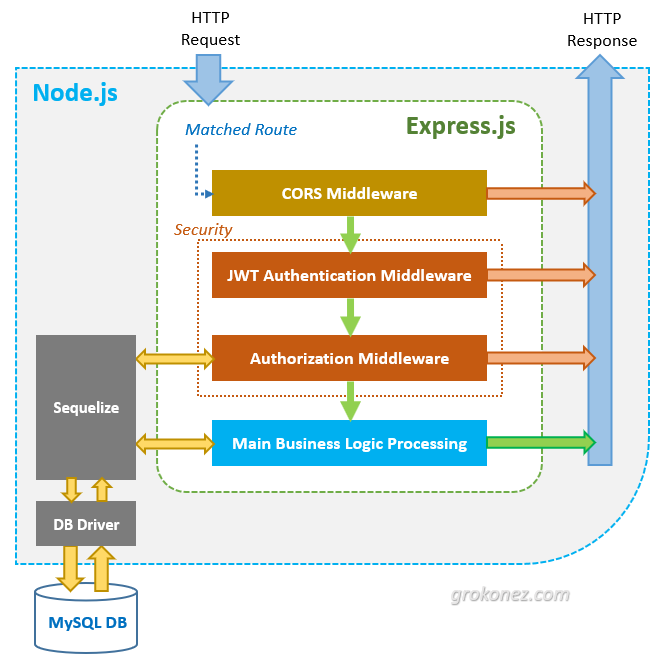 HTTP
Request
HTTP
Response
Node.js
Matched Route
Express.js
CORS Middleware
Security
JWT Authentication Middleware
Authorization Middleware
Sequelize
Main Business Logic Processing
DB Driver
grokonez.com
MySQL DB